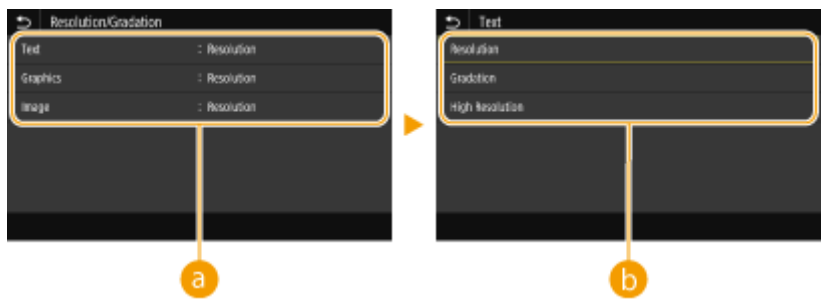 Resolution/Gradation
Text : Resolution
Graphics : Resolution
Image : Resolution
a
Text
Resolution
Gradation
High Resolution
b